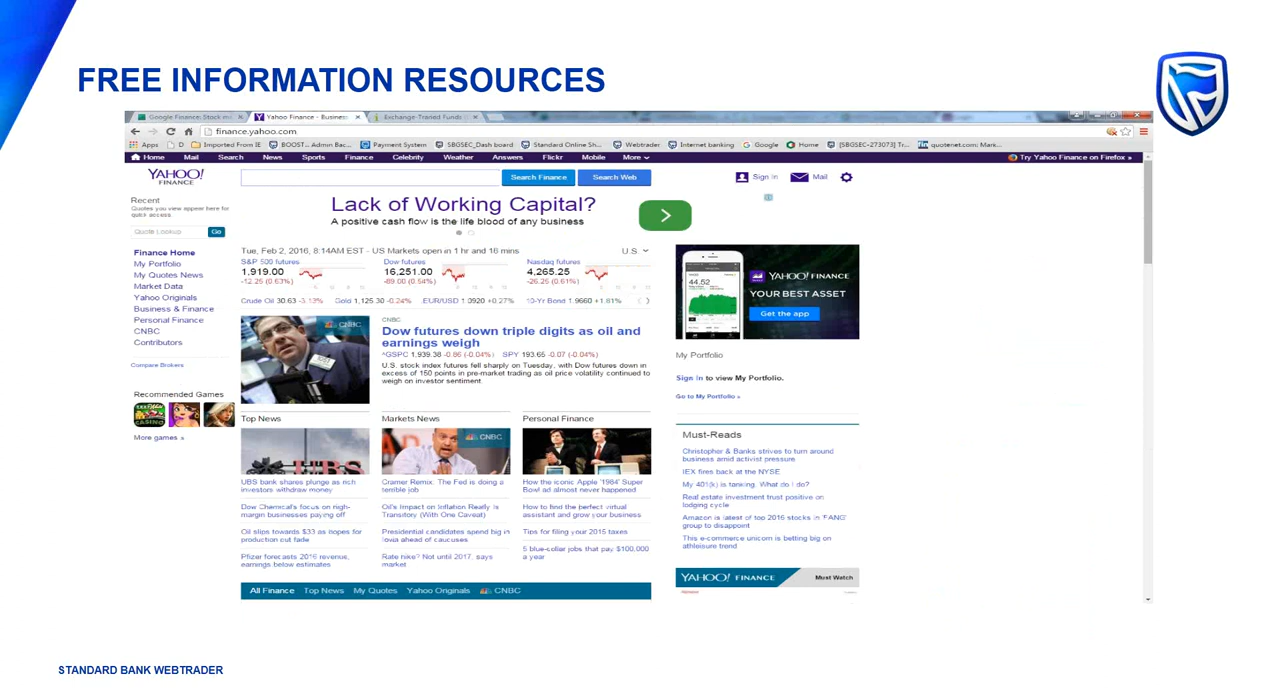 FREE INFORMATION RESOURCES
Google Finance: Stock m
Yahoo Finance - Business
Exchange-Traded Funds
finance.yahoo.com
Apps D Imported From IE BOOST... Admin Bac... Payment System SBGSEC_Dash board Standard Online Sh... Webtrader Internet banking Google Home [SBGSEC-273073] Tr... quotenet.com: Mark...
Home Mail Search News Sports Finance Celebrity Weather Answers Flickr Mobile More Try Yahoo Finance on Firefox »
YAHOO!
FINANCE
Search Finance
Search Web
Sign In
Mail
Recent
Quotes you view appear here for
quick access.
Quote Lookup
Go
Lack of Working Capital?
A positive cash flow is the life blood of any business
Finance Home
My Portfolio
My Quotes News
Market Data
Yahoo Originals
Business & Finance
Personal Finance
CNBC
Contributors
Compare Brokers
Recommended Games
More games »
Tue, Feb 2, 2016, 8:14AM EST - US Markets open in 1 hr and 16 mins
U.S.
S&P 500 futures
1,919.00
-12.25 (0.63%)
Dow futures
16,251.00
-89.00 (0.54%)
Nasdaq futures
4,265.25
-26.25 (0.61%)
Crude Oil 30.63 -3.13% Gold 1,125.30 -0.24% EUR/USD 1.0920 +0.27% 10-Yr Bond 1.9660 +1.81%
CNBC
CNBC
Dow futures down triple digits as oil and
earnings weigh
^GSPC 1,939.38 -0.86 (-0.04%) SPY 193.65 -0.07 (-0.04%)
U.S. stock index futures fell sharply on Tuesday, with Dow futures down in
excess of 150 points in pre-market trading as oil price volatility continued to
weigh on investor sentiment.
Top News
UBS
UBS bank shares plunge as rich
investors withdraw money
Dow Chemical's focus on high-
margin businesses paying off
Oil slips towards $33 as hopes for
production cut fade
Pfizer forecasts 2016 revenue,
earnings below estimates
Markets News
CNBC
Cramer Remix: The Fed is doing a
terrible job
Oil's Impact on Inflation Really Is
Transitory (With One Caveat)
Presidential candidates spend big in
Iowa ahead of caucuses
Rate hike? Not until 2017, says
market
Personal Finance
How the iconic Apple '1984' Super
Bowl ad almost never happened
How to find the perfect virtual
assistant and grow your business
Tips for filing your 2015 taxes
5 blue-collar jobs that pay $100,000
a year
All Finance Top News My Quotes Yahoo Originals CNBC
44.52
YAHOO! FINANCE
YOUR BEST ASSET
Get the app
My Portfolio
Sign In to view My Portfolio.
Go to My Portfolio »
Must-Reads
Christopher & Banks strives to turn around
business amid activist pressure
IEX fires back at the NYSE
My 401(k) is tanking. What do I do?
Real estate investment trust positive on
lodging cycle
Amazon is latest of top 2016 stocks in 'FANG'
group to disappoint
This e-commerce unicorn is betting big on
athleisure trend
YAHOO! FINANCE
Must Watch
STANDARD BANK WEBTRADER